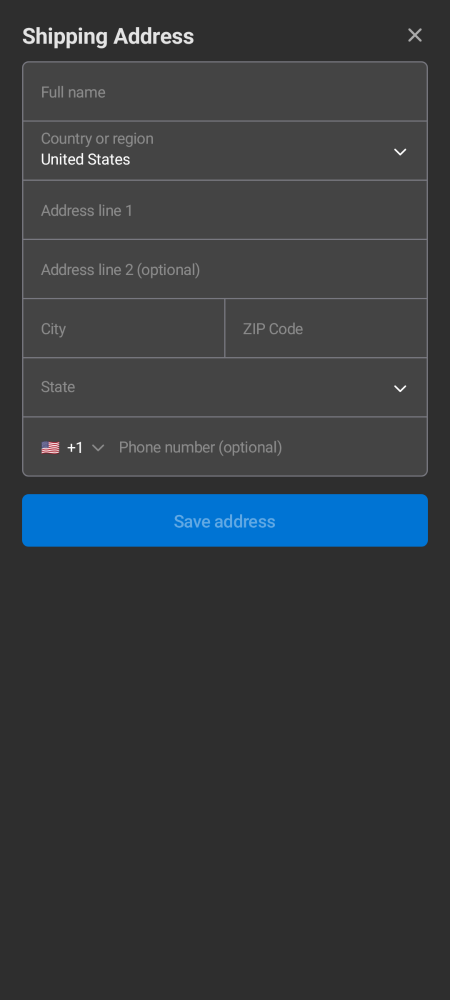 Shipping Address
Full name
Country or region
United States
Address line 1
Address line 2 (optional)
City
ZIP Code
State
+1 Phone number (optional)
Save address